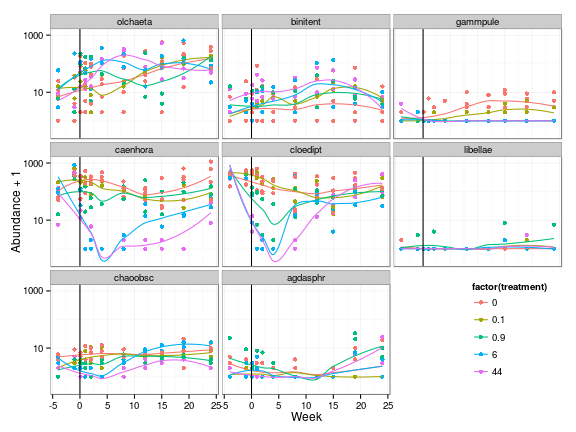 olchaeta binitent gammpule
1000
10
caenhora cloedipt libellae
1000
10
Abundance + 1
chaoobsc agdasphr
1000
10
factor(treatment)
0
0.1
0.9
6
44
-5 0 5 10 15 20 25 -5 0 5 10 15 20 25
Week